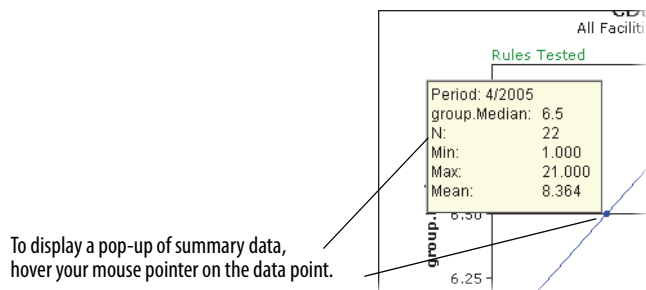 All Faciliti
Rules Tested
Period: 4/2005
group.Median: 6.5
N: 22
Min: 1.000
Max: 21.000
Mean: 8.364
6.50
group.
6.25
To display a pop-up of summary data,
hover your mouse pointer on the data point.